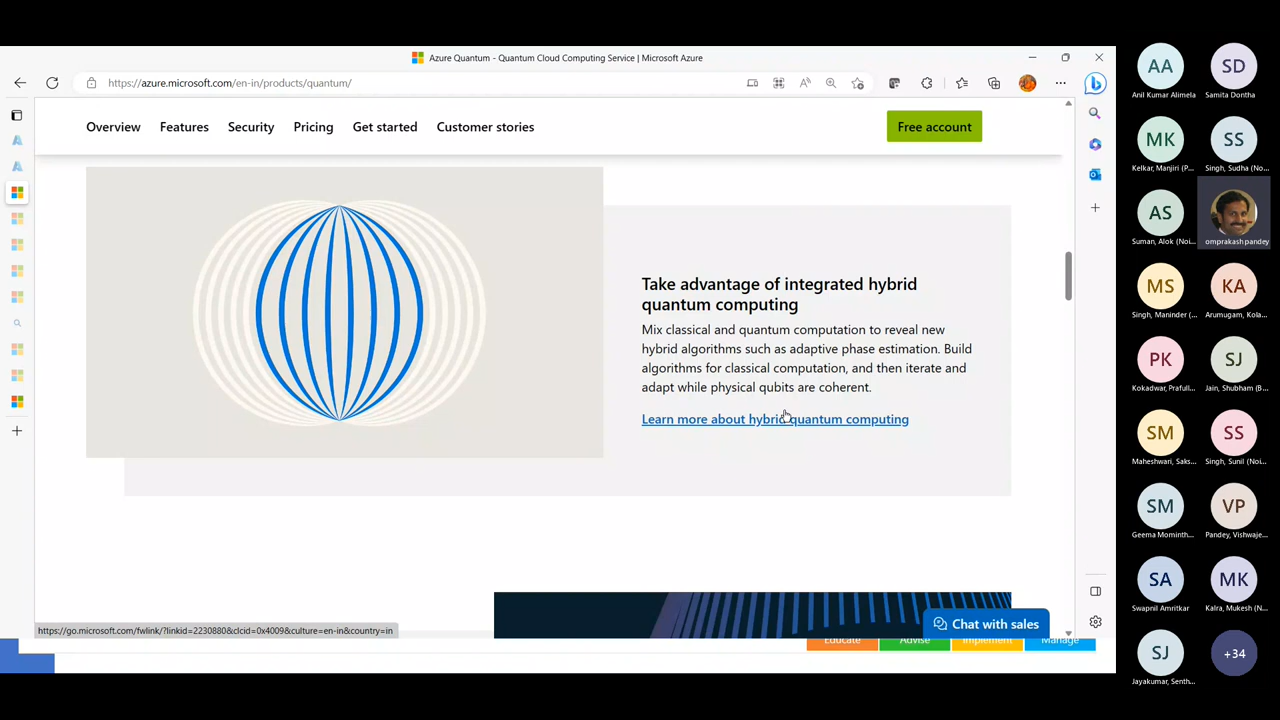 Azure Quantum - Quantum Cloud Computing Service | Microsoft Azure
https://azure.microsoft.com/en-in/products/quantum/
Overview Features Security Pricing Get started Customer stories
Free account
Take advantage of integrated hybrid
quantum computing
Mix classical and quantum computation to reveal new
hybrid algorithms such as adaptive phase estimation. Build
algorithms for classical computation, and then iterate and
adapt while physical qubits are coherent.
Learn more about hybrid quantum computing
Chat with sales
https://go.microsoft.com/fwlink/?linkid=2230880&clcid=0x4009&culture=en-in&country=in
Educate Advise Implement Manage
AA SD
Anil Kumar Alimela Samita Dontha
MK SS
Kelkar, Manjiri (P... Singh, Sudha (No...
AS
Suman, Alok (Noi... omprakash pandey
MS KA
Singh, Maninder (... Arumugam, Kola...
PK SJ
Kokadwar, Prafull... Jain, Shubham (B...
SM SS
Maheshwari, Saks... Singh, Sunil (Noi...
SM VP
Geema Mominth... Pandey, Vishwaje...
SA MK
Swapnil Amritkar Kalra, Mukesh (N...
SJ +34
Jayakumar, Senth...